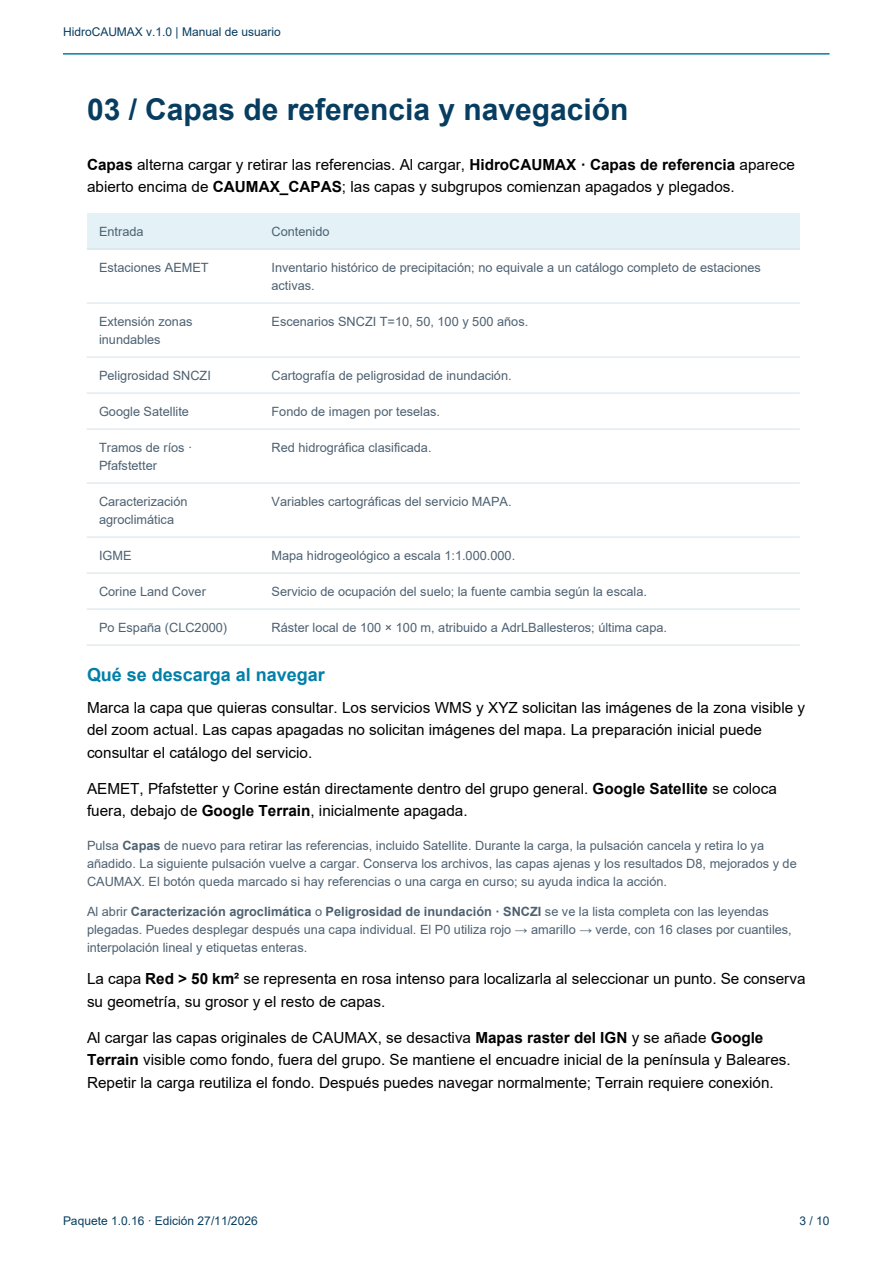 HidroCAUMAX v.1.0 | Manual de usuario
03 / Capas de referencia y navegación
Capas alterna cargar y retirar las referencias. Al cargar, HidroCAUMAX · Capas de referencia aparece
abierto encima de CAUMAX_CAPAS; las capas y subgrupos comienzan apagados y plegados.
Entrada Contenido
Estaciones AEMET Inventario histórico de precipitación; no equivale a un catálogo completo de estaciones
activas.
Extensión zonas Escenarios SNCZI T=10, 50, 100 y 500 años.
inundables
Peligrosidad SNCZI Cartografía de peligrosidad de inundación.
Google Satellite Fondo de imagen por teselas.
Tramos de ríos · Red hidrográfica clasificada.
Pfafstetter
Caracterización Variables cartográficas del servicio MAPA.
agroclimática
IGME Mapa hidrogeológico a escala 1:1.000.000.
Corine Land Cover Servicio de ocupación del suelo; la fuente cambia según la escala.
Po España (CLC2000) Ráster local de 100 × 100 m, atribuido a AdrLBallesteros; última capa.
Qué se descarga al navegar
Marca la capa que quieras consultar. Los servicios WMS y XYZ solicitan las imágenes de la zona visible y
del zoom actual. Las capas apagadas no solicitan imágenes del mapa. La preparación inicial puede
consultar el catálogo del servicio.
AEMET, Pfafstetter y Corine están directamente dentro del grupo general. Google Satellite se coloca
fuera, debajo de Google Terrain, inicialmente apagada.
Pulsa Capas de nuevo para retirar las referencias, incluido Satellite. Durante la carga, la pulsación cancela y retira lo ya
añadido. La siguiente pulsación vuelve a cargar. Conserva los archivos, las capas ajenas y los resultados D8, mejorados y de
CAUMAX. El botón queda marcado si hay referencias o una carga en curso; su ayuda indica la acción.
Al abrir Caracterización agroclimática o Peligrosidad de inundación · SNCZI se ve la lista completa con las leyendas
plegadas. Puedes desplegar después una capa individual. El P0 utiliza rojo → amarillo → verde, con 16 clases por cuantiles,
interpolación lineal y etiquetas enteras.
La capa Red > 50 km² se representa en rosa intenso para localizarla al seleccionar un punto. Se conserva
su geometría, su grosor y el resto de capas.
Al cargar las capas originales de CAUMAX, se desactiva Mapas raster del IGN y se añade Google
Terrain visible como fondo, fuera del grupo. Se mantiene el encuadre inicial de la península y Baleares.
Repetir la carga reutiliza el fondo. Después puedes navegar normalmente; Terrain requiere conexión.
Paquete 1.0.16 · Edición 27/11/2026 3 / 10